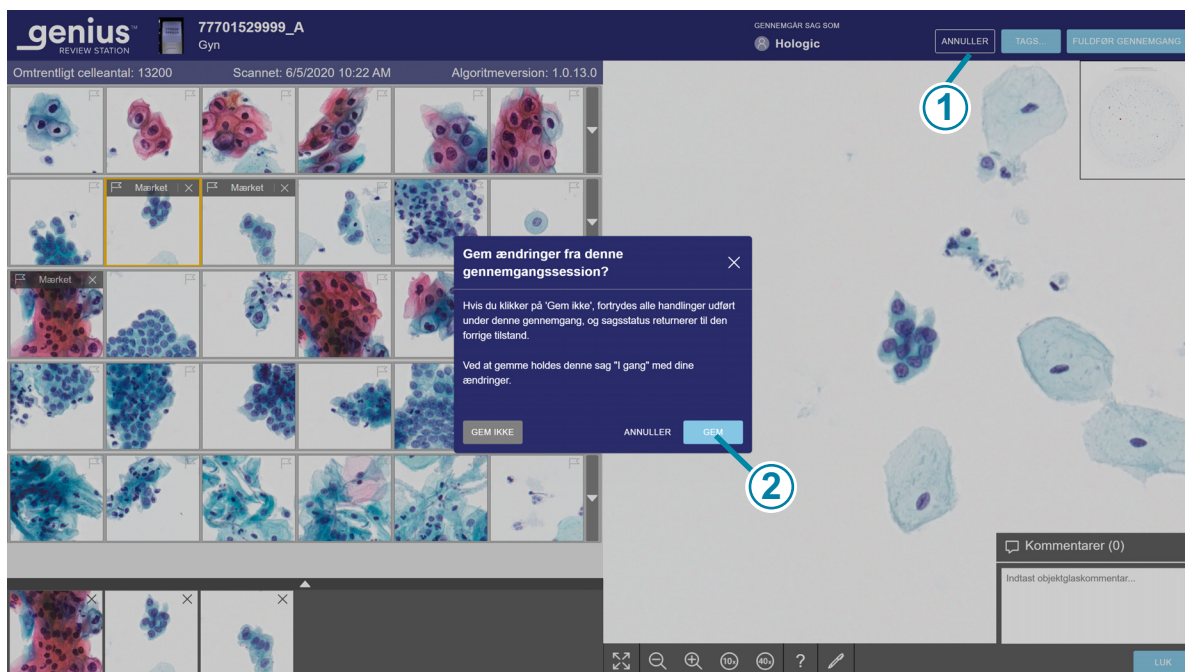 genius™
REVIEW STATION
77701529999_A
Gyn
GENNEMGÅR SAG SOM
Hologic
ANNULLER
TAGS...
FULDFØR GENNEMGANG
1
Omtrentligt celleantal: 13200
Scannet: 6/5/2020 10:22 AM
Algoritmeversion: 1.0.13.0
Mærket
Mærket
Mærket
Gem ændringer fra denne
gennemgangssession?
Hvis du klikker på 'Gem ikke', fortrydes alle handlinger udført
under denne gennemgang, og sagsstatus returnerer til den
forrige tilstand.
Ved at gemme holdes denne sag "I gang" med dine
ændringer.
GEM IKKE
ANNULLER
GEM
2
Kommentarer (0)
Indtast objektglaskommentar...
10x
40x
?
LUK